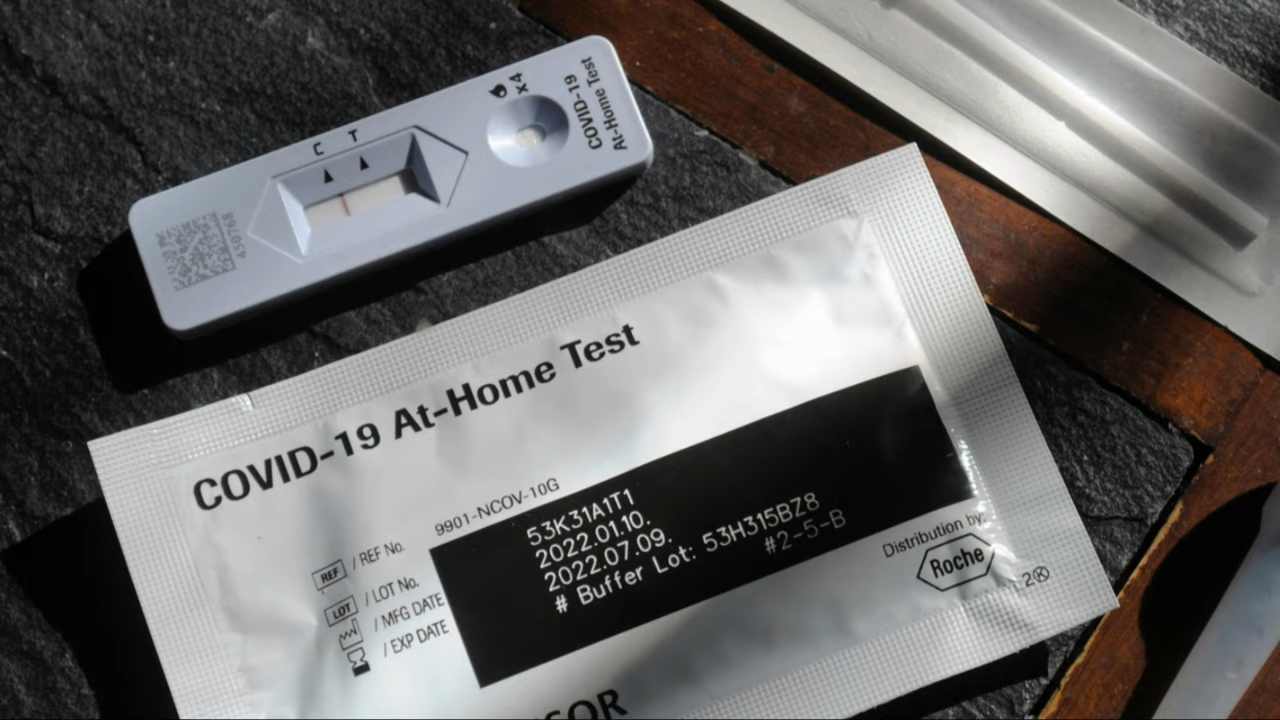 x4
COVID-19
At-Home Test
C T
430768
COVID-19 At-Home Test
9901-NCOV-10G
REF / REF No.
LOT / LOT No.
/ MFG DATE
/ EXP DATE
53K31A1T1
2022.01.10.
2022.07.09.
# Buffer Lot: 53H315BZ8
#2-5-B
Distribution by:
Roche